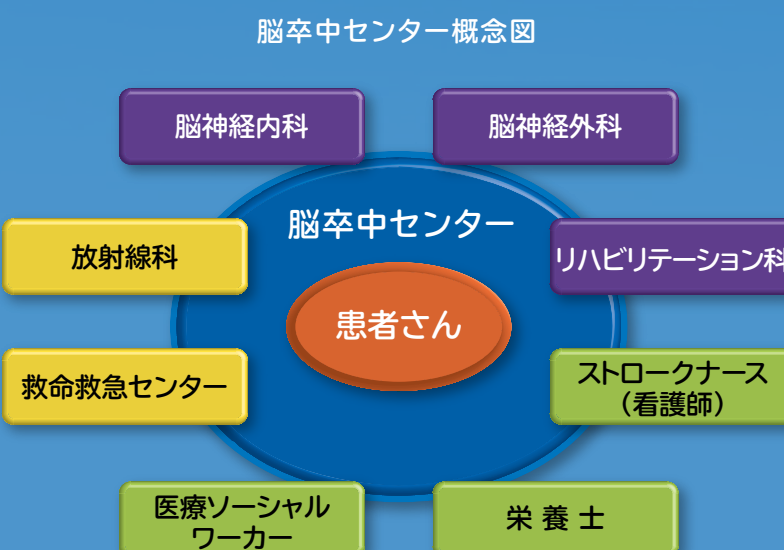 脳卒中センター概念図
脳神経内科
脳神経外科
脳卒中センター
放射線科
リハビリテーション科
患者さん
救命救急センター
ストロークナース
（看護師）
医療ソーシャル
ワーカー
栄 養 士